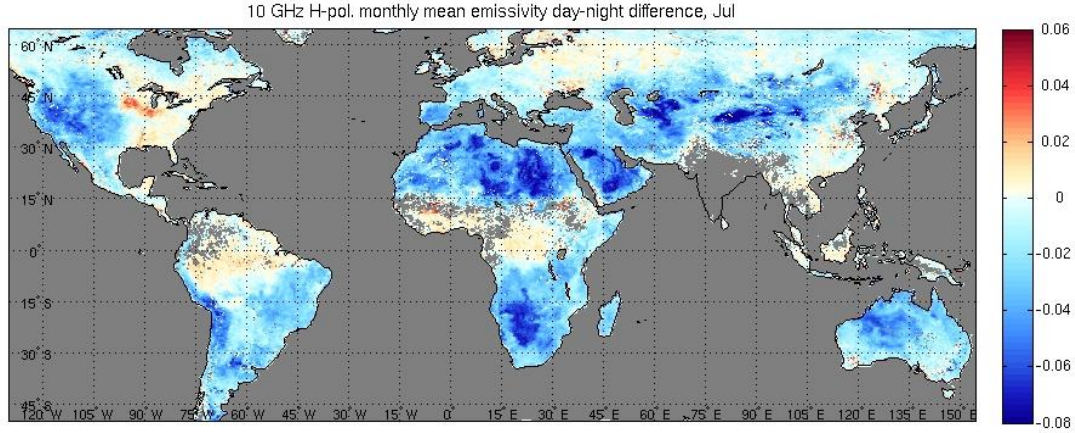 10 GHz H-pol. monthly mean emissivity day-night difference, Jul
60° N
45° N
30° N
15° N
0°
15° S
30° S
45° S
120° W 105° W 90° W 75° W 60° W 45° W 30° W 15° W 0° 15° E 30° E 45° E 60° E 75° E 90° E 105° E 120° E 135° E 150° E
0.06
0.04
0.02
0
-0.02
-0.04
-0.06
-0.08